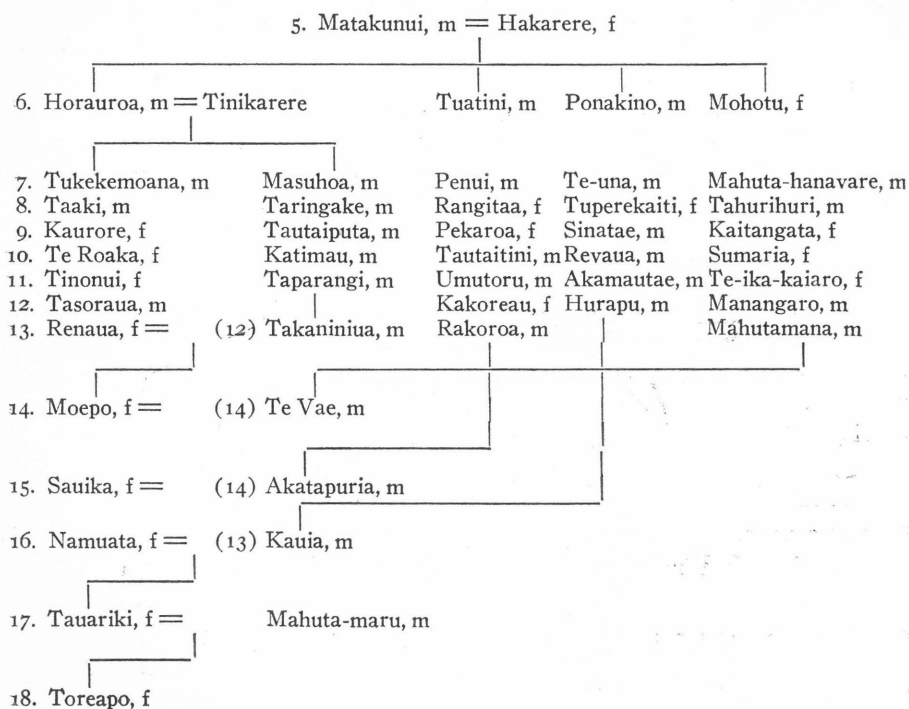 5. Matakunui, m = Hakarere, f
6. Horauroa, m = Tinikarere Tuatini, m Ponakino, m Mohotu, f
7. Tukekemoana, m Masuhoa, m Penui, m Te-una, m Mahuta-hanavare, m
8. Taaki, m Taringake, m Rangitaa, f Tuperekaiti, f Tahurihuri, m
9. Kaurore, f Tautaiputa, m Pekaroa, f Sinatae, m Kaitangata, f
10. Te Roaka, f Katimau, m Tautaitini, m Revaua, m Sumaria, f
11. Tinonui, f Taparangi, m Umutoru, m Akamautae, m Te-ika-kaiaro, f
12. Tasoraua, m Kakoreau, f Hurapu, m Manangaro, m
13. Renaua, f = (12) Takaniniua, m Rakoroa, m Mahutamana, m
14. Moepo, f = (14) Te Vae, m
15. Sauika, f = (14) Akatapuria, m
16. Namuata, f = (13) Kauia, m
17. Tauariki, f = Mahuta-maru, m
18. Toreapo, f